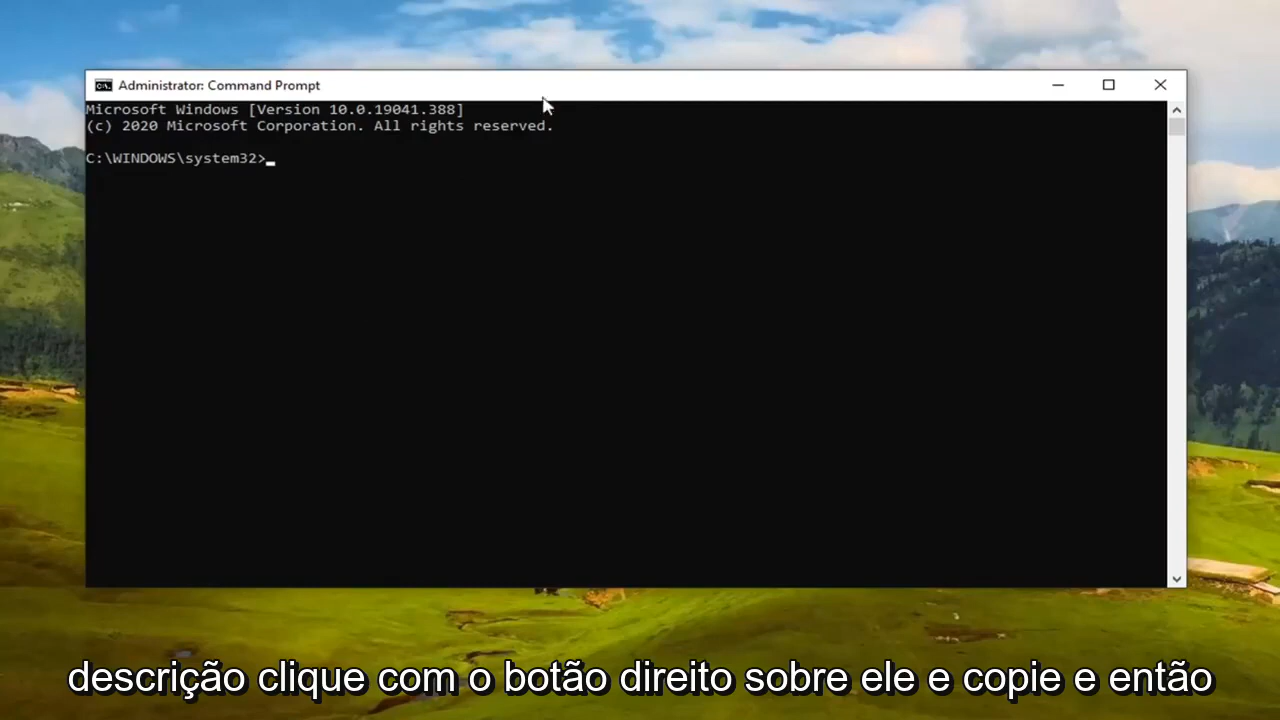 Administrator: Command Prompt
Microsoft Windows [Version 10.0.19041.388]
(c) 2020 Microsoft Corporation. All rights reserved.
C:\WINDOWS\system32>
descrição clique com o botão direito sobre ele e copie e então